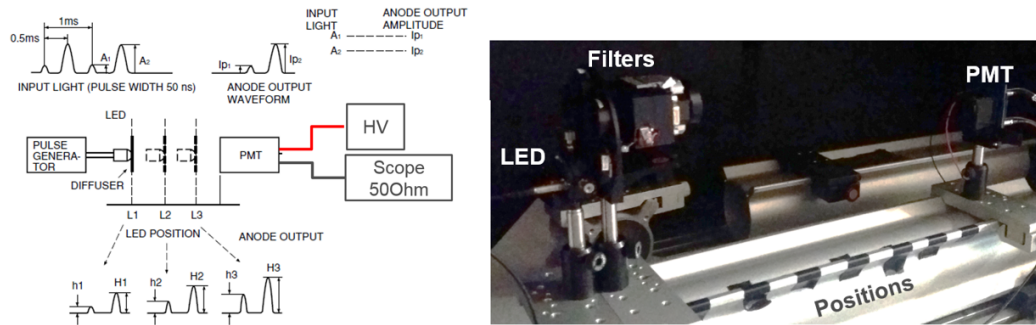 1ms
0.5ms
A1
A2
INPUT LIGHT (PULSE WIDTH 50 ns)
Ip1
Ip2
ANODE OUTPUT
WAVEFORM
INPUT
LIGHT
ANODE OUTPUT
AMPLITUDE
A1 Ip1
A2 Ip2
LED
PULSE
GENERA-
TOR
DIFFUSER
PMT
HV
Scope
50Ohm
L1 L2 L3
LED POSITION
ANODE OUTPUT
h1 H1 h2 H2 h3 H3
Filters
PMT
LED
Positions